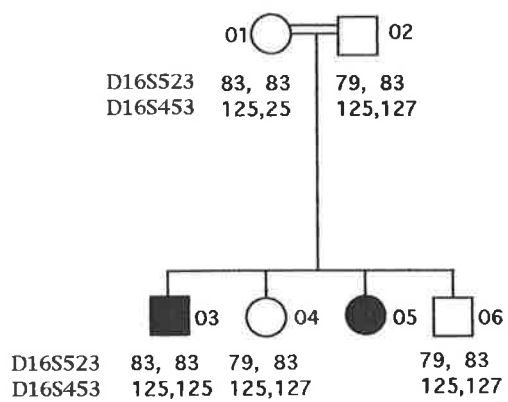 01 02
D16S523 83, 83 79, 83
D16S453 125,25 125,127
03 04 05 06
D16S523 83, 83 79, 83 79, 83
D16S453 125,125 125,127 125,127